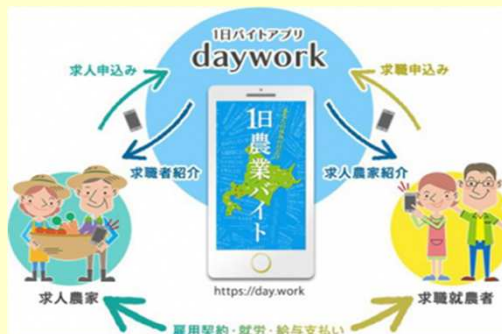 1日バイトアプリ
daywork
求人申込み
求職申込み
求職者紹介
求人農家紹介
1日農業バイト
求人農家
求職就農者
https://day.work
雇用契約・就労・給与支払い